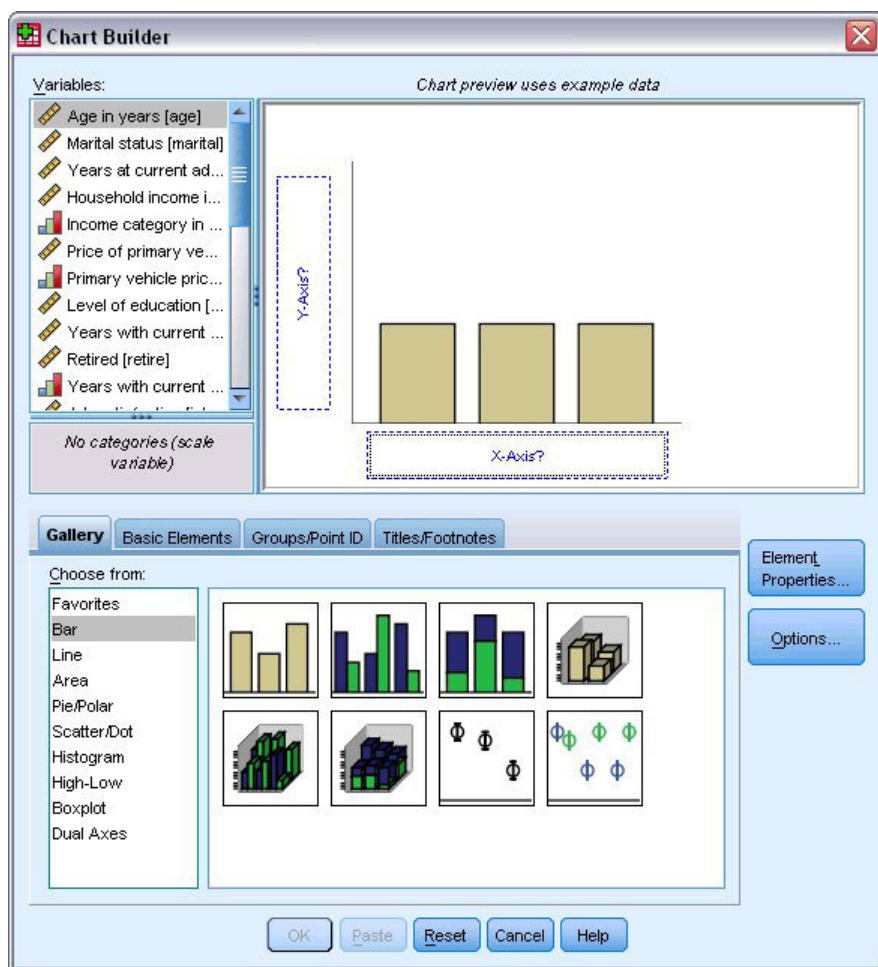 Chart Builder
Variables:
Chart preview uses example data
Age in years [age]
Marital status [marital]
Years at current ad...
Household income i...
Income category in ...
Price of primary ve...
Primary vehicle pric...
Level of education [...
Years with current ...
Retired [retire]
Years with current ...
No categories (scale
variable)
Y-Axis?
X-Axis?
Gallery
Basic Elements
Groups/Point ID
Titles/Footnotes
Choose from:
Favorites
Bar
Line
Area
Pie/Polar
Scatter/Dot
Histogram
High-Low
Boxplot
Dual Axes
Element
Properties...
Options...
OK
Paste
Reset
Cancel
Help